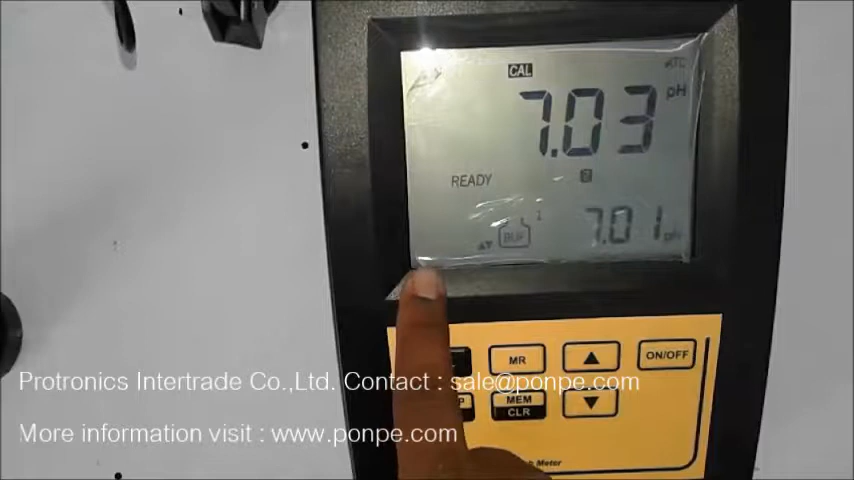 CAL
ATC
7.03 pH
READY
2
1
BUF
7.01 pH
MR
ON/OFF
MEM
CLR
Protronics Intertrade Co.,Ltd. Contact : sale@ponpe.com
More information visit : www.ponpe.com
Meter